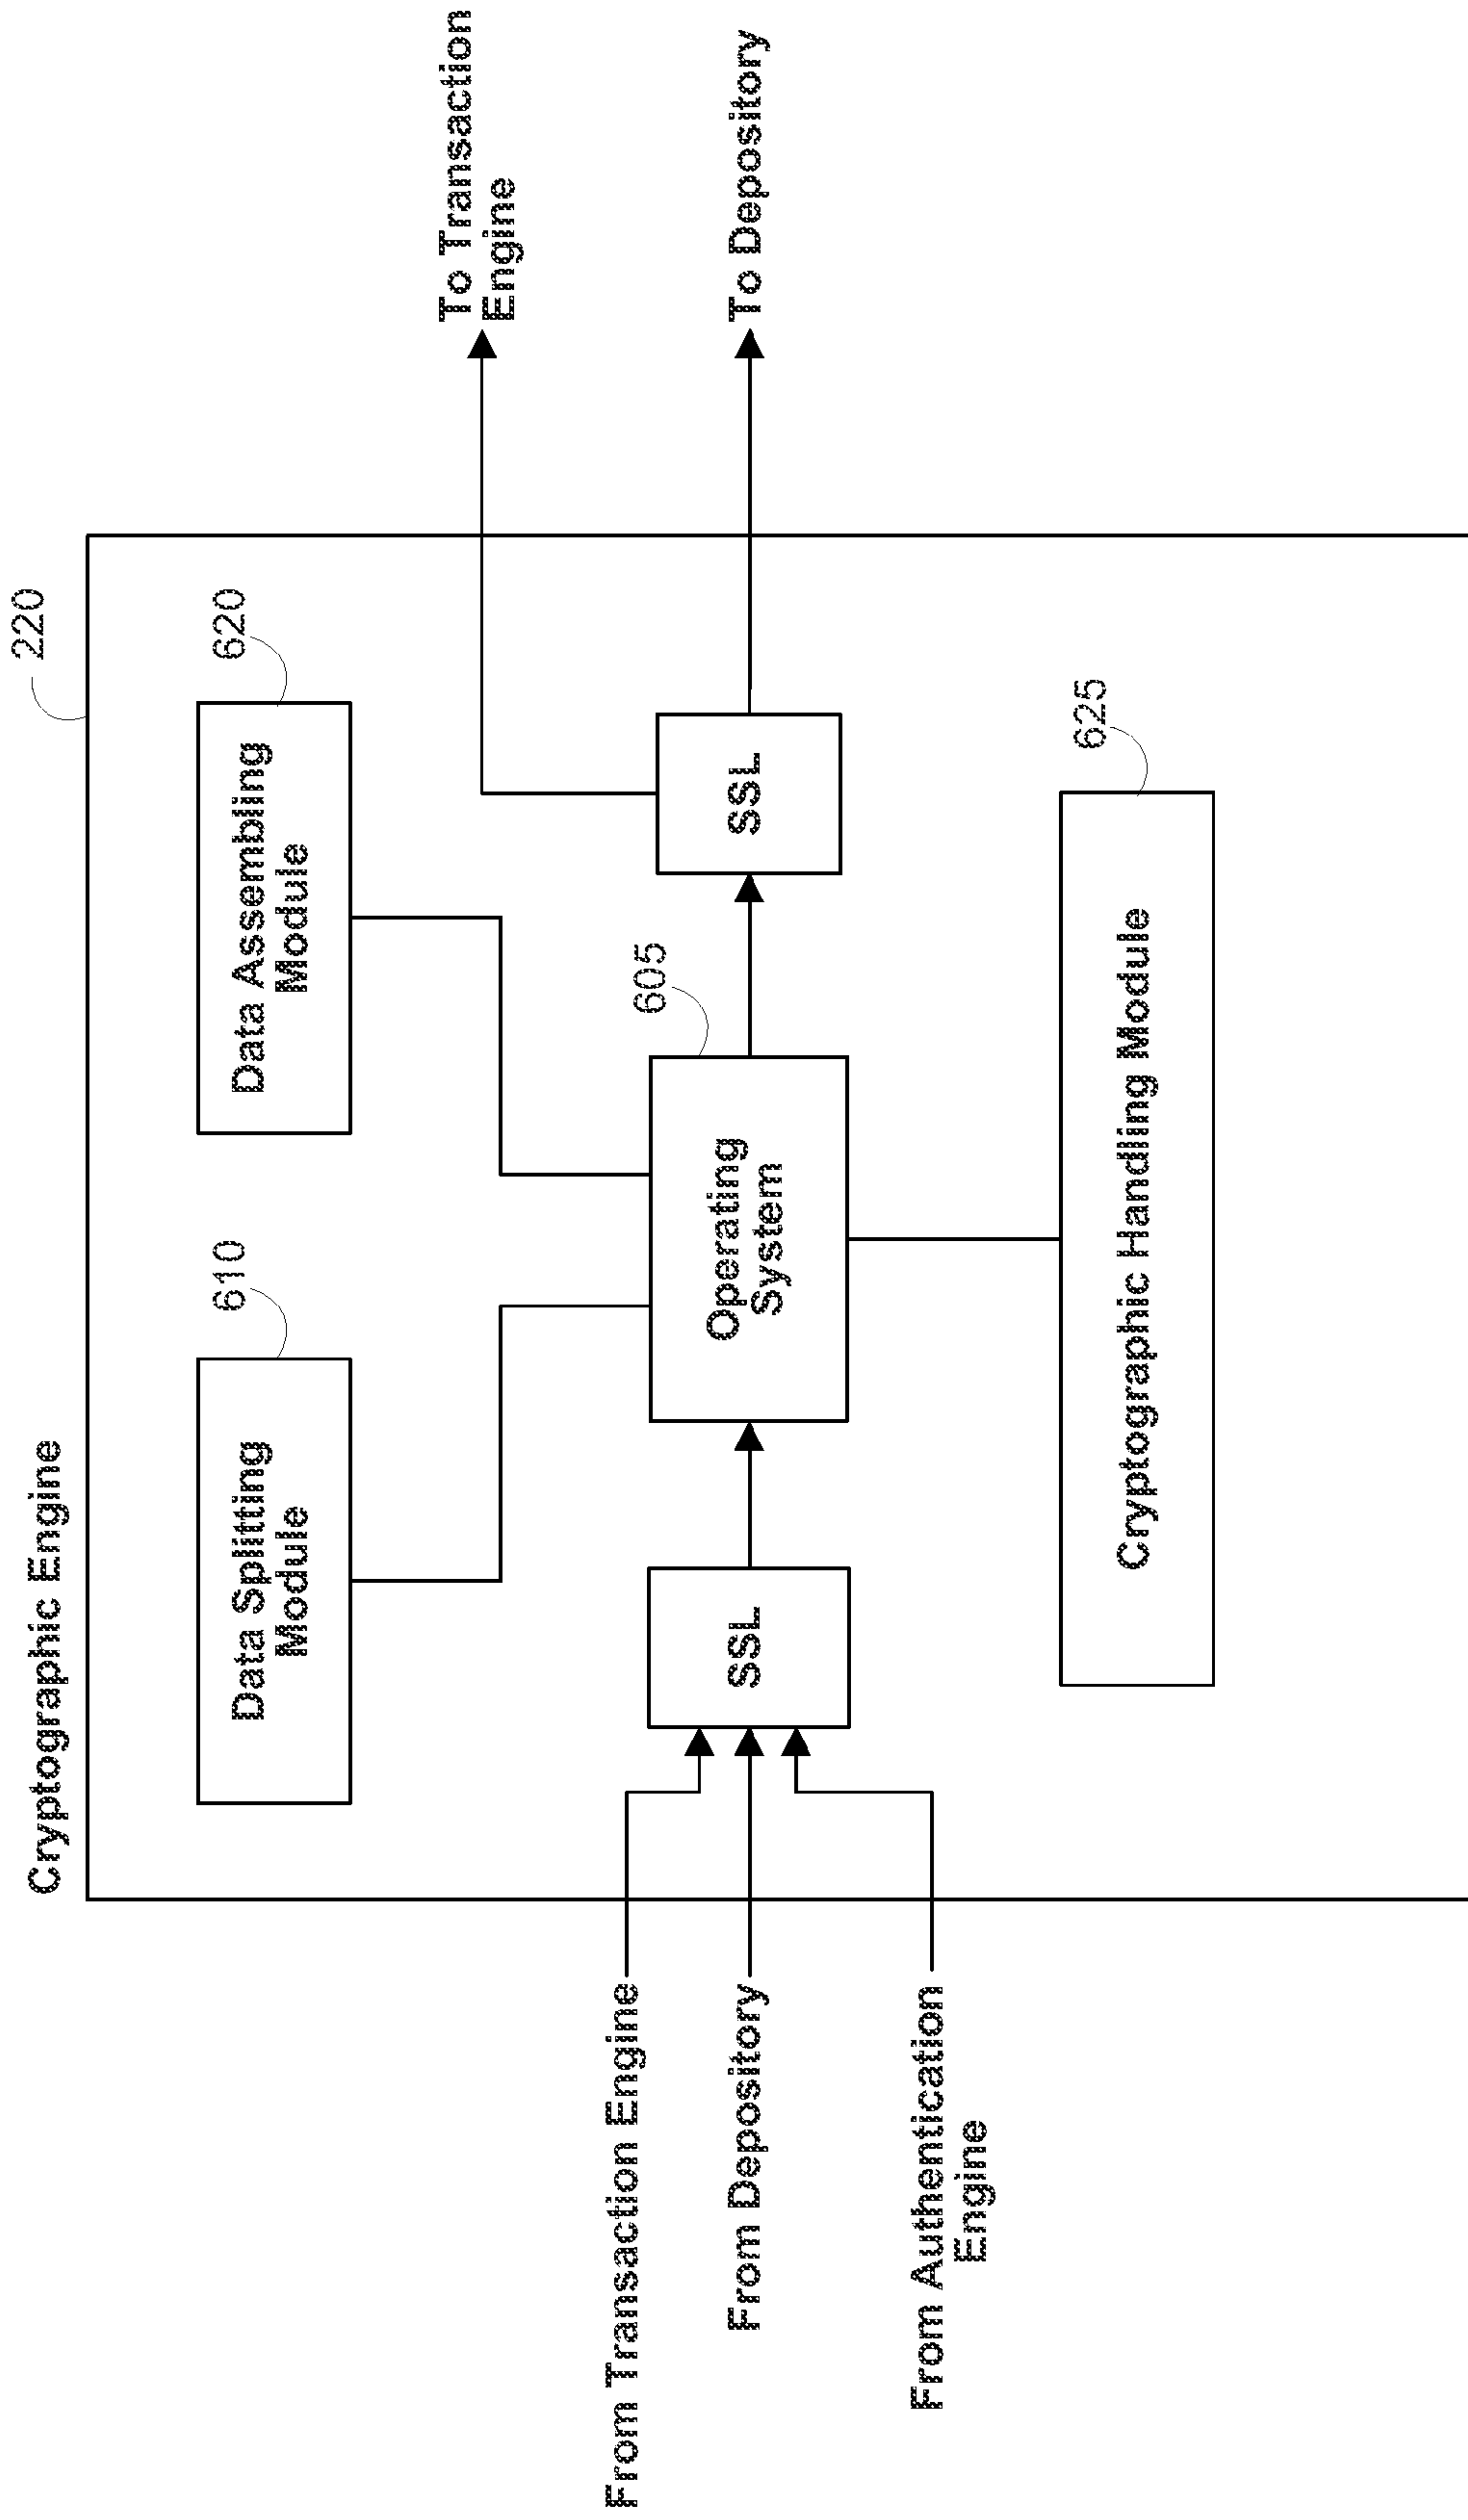 Cryptographic Engine
220
Data Splitting
Module
610
Data Assembling
Module
620
From Transaction Engine
From Depository
From Authentication
Engine
SSL
Operating
System
605
SSL
To Transaction
Engine
To Depository
Cryptographic Handling Module
625